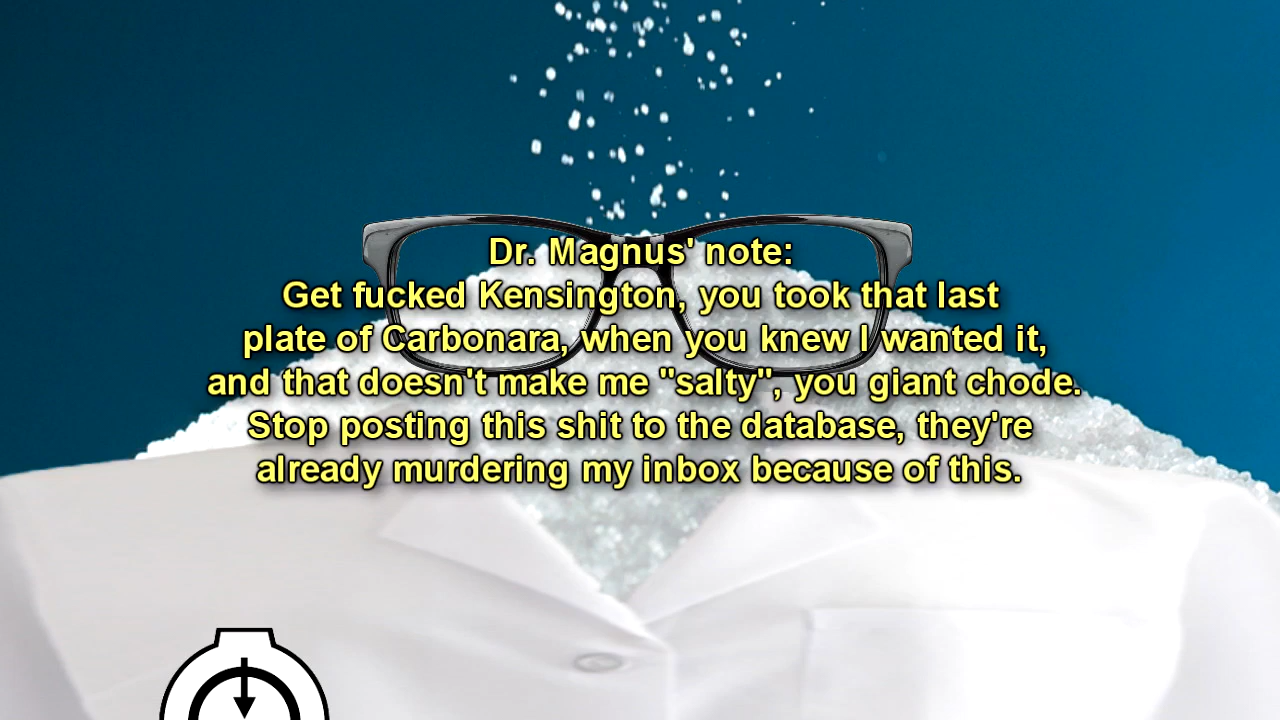 Dr. Magnus' note:
Get fucked Kensington, you took that last
plate of Carbonara, when you knew I wanted it,
and that doesn't make me "salty", you giant chode.
Stop posting this shit to the database, they're
already murdering my inbox because of this.